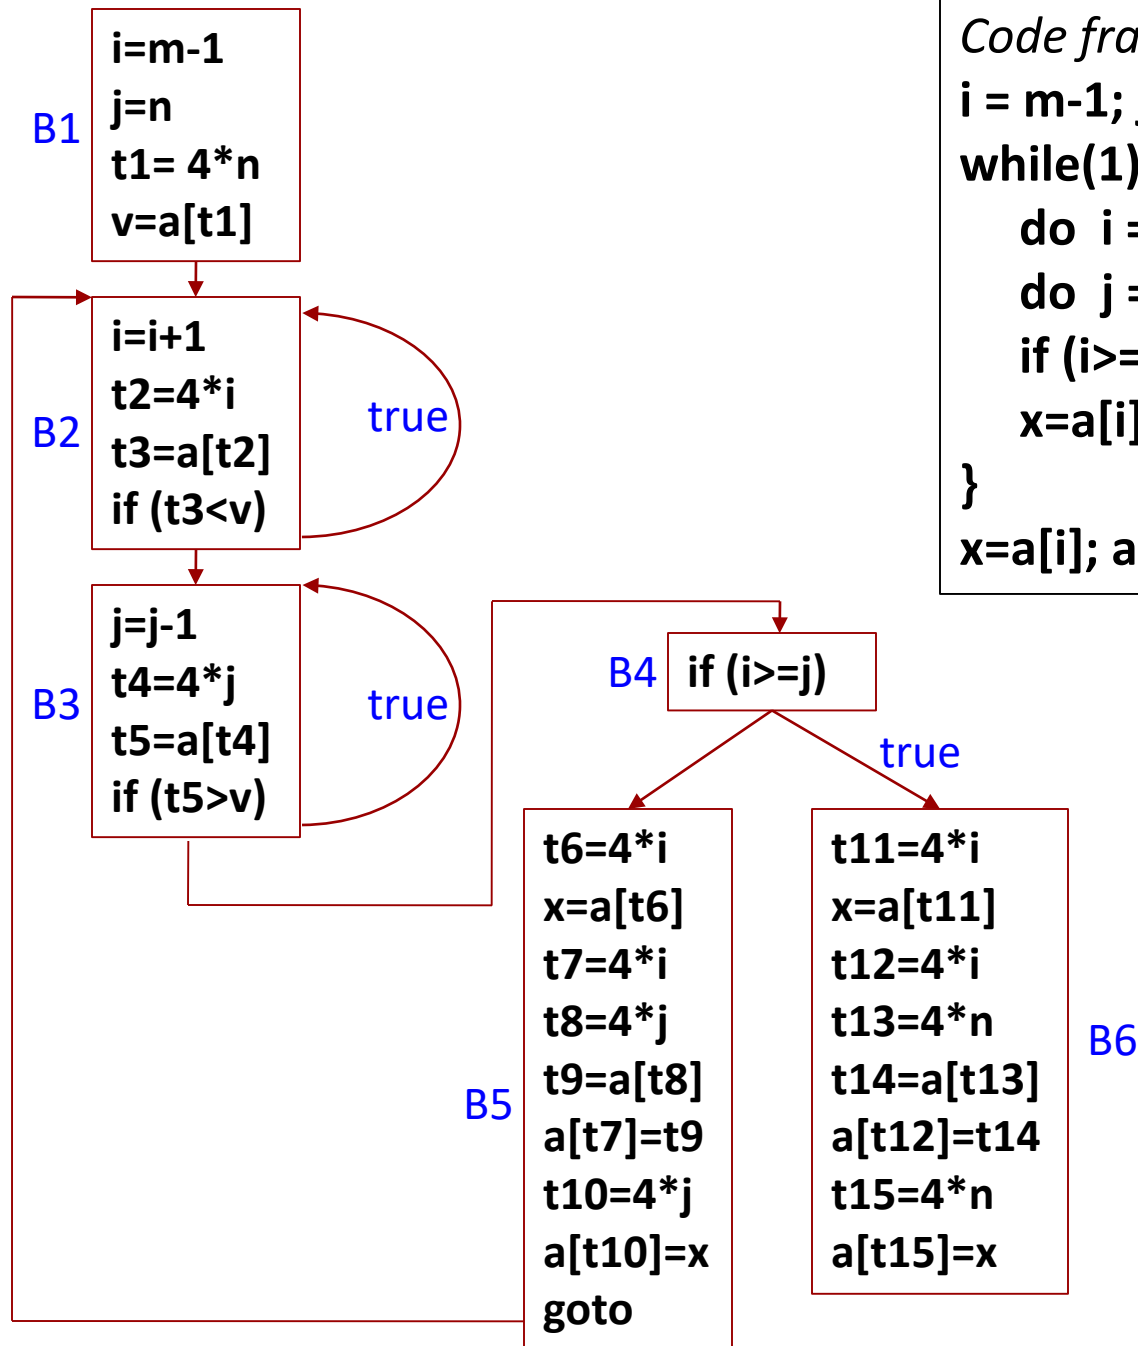 B1
i=m-1
j=n
t1= 4*n
v=a[t1]
B2
i=i+1
t2=4*i
t3=a[t2]
if (t3<v)
true
B3
j=j-1
t4=4*j
t5=a[t4]
if (t5>v)
true
Code fra
i = m-1;
while(1)
do i =
do j =
if (i>=
x=a[i]
}
x=a[i]; a
B4
if (i>=j)
true
B5
t6=4*i
x=a[t6]
t7=4*i
t8=4*j
t9=a[t8]
a[t7]=t9
t10=4*j
a[t10]=x
goto
t11=4*i
x=a[t11]
t12=4*i
t13=4*n
t14=a[t13]
a[t12]=t14
t15=4*n
a[t15]=x
B6